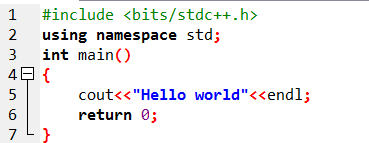 1 #include <bits/stdc++.h>
2 using namespace std;
3 int main()
4 {
5     cout<<"Hello world"<<endl;
6     return 0;
7 }